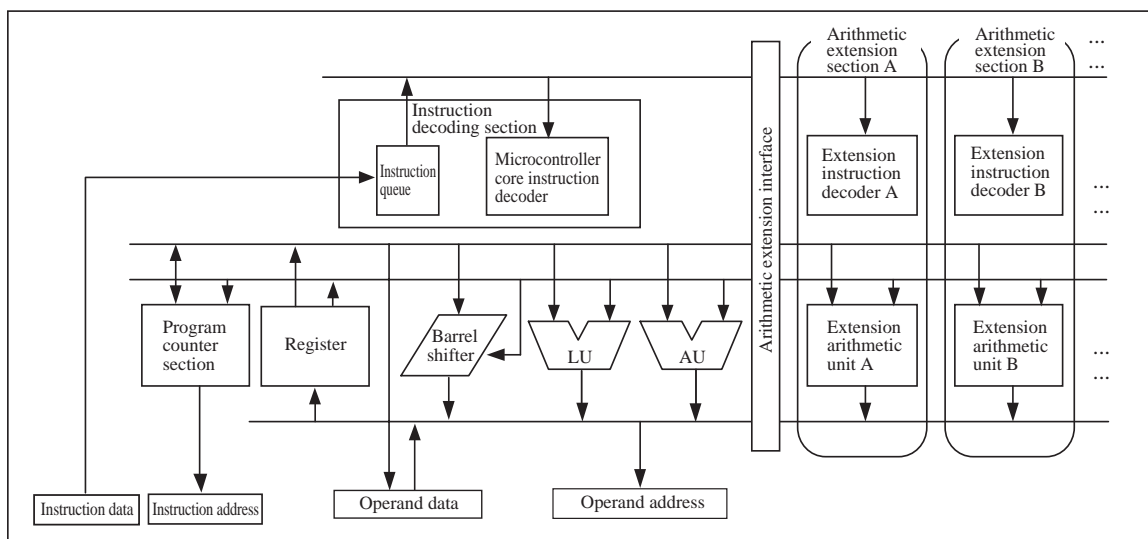 Arithmetic
extension
section A
Arithmetic
extension
section B
...
...
Instruction
decoding section
Instruction
queue
Microcontroller
core instruction
decoder
Arithmetic extension interface
Extension
instruction
decoder A
Extension
instruction
decoder B
...
...
Program
counter
section
Register
Barrel
shifter
LU
AU
Extension
arithmetic
unit A
Extension
arithmetic
unit B
...
...
Instruction data
Instruction address
Operand data
Operand address